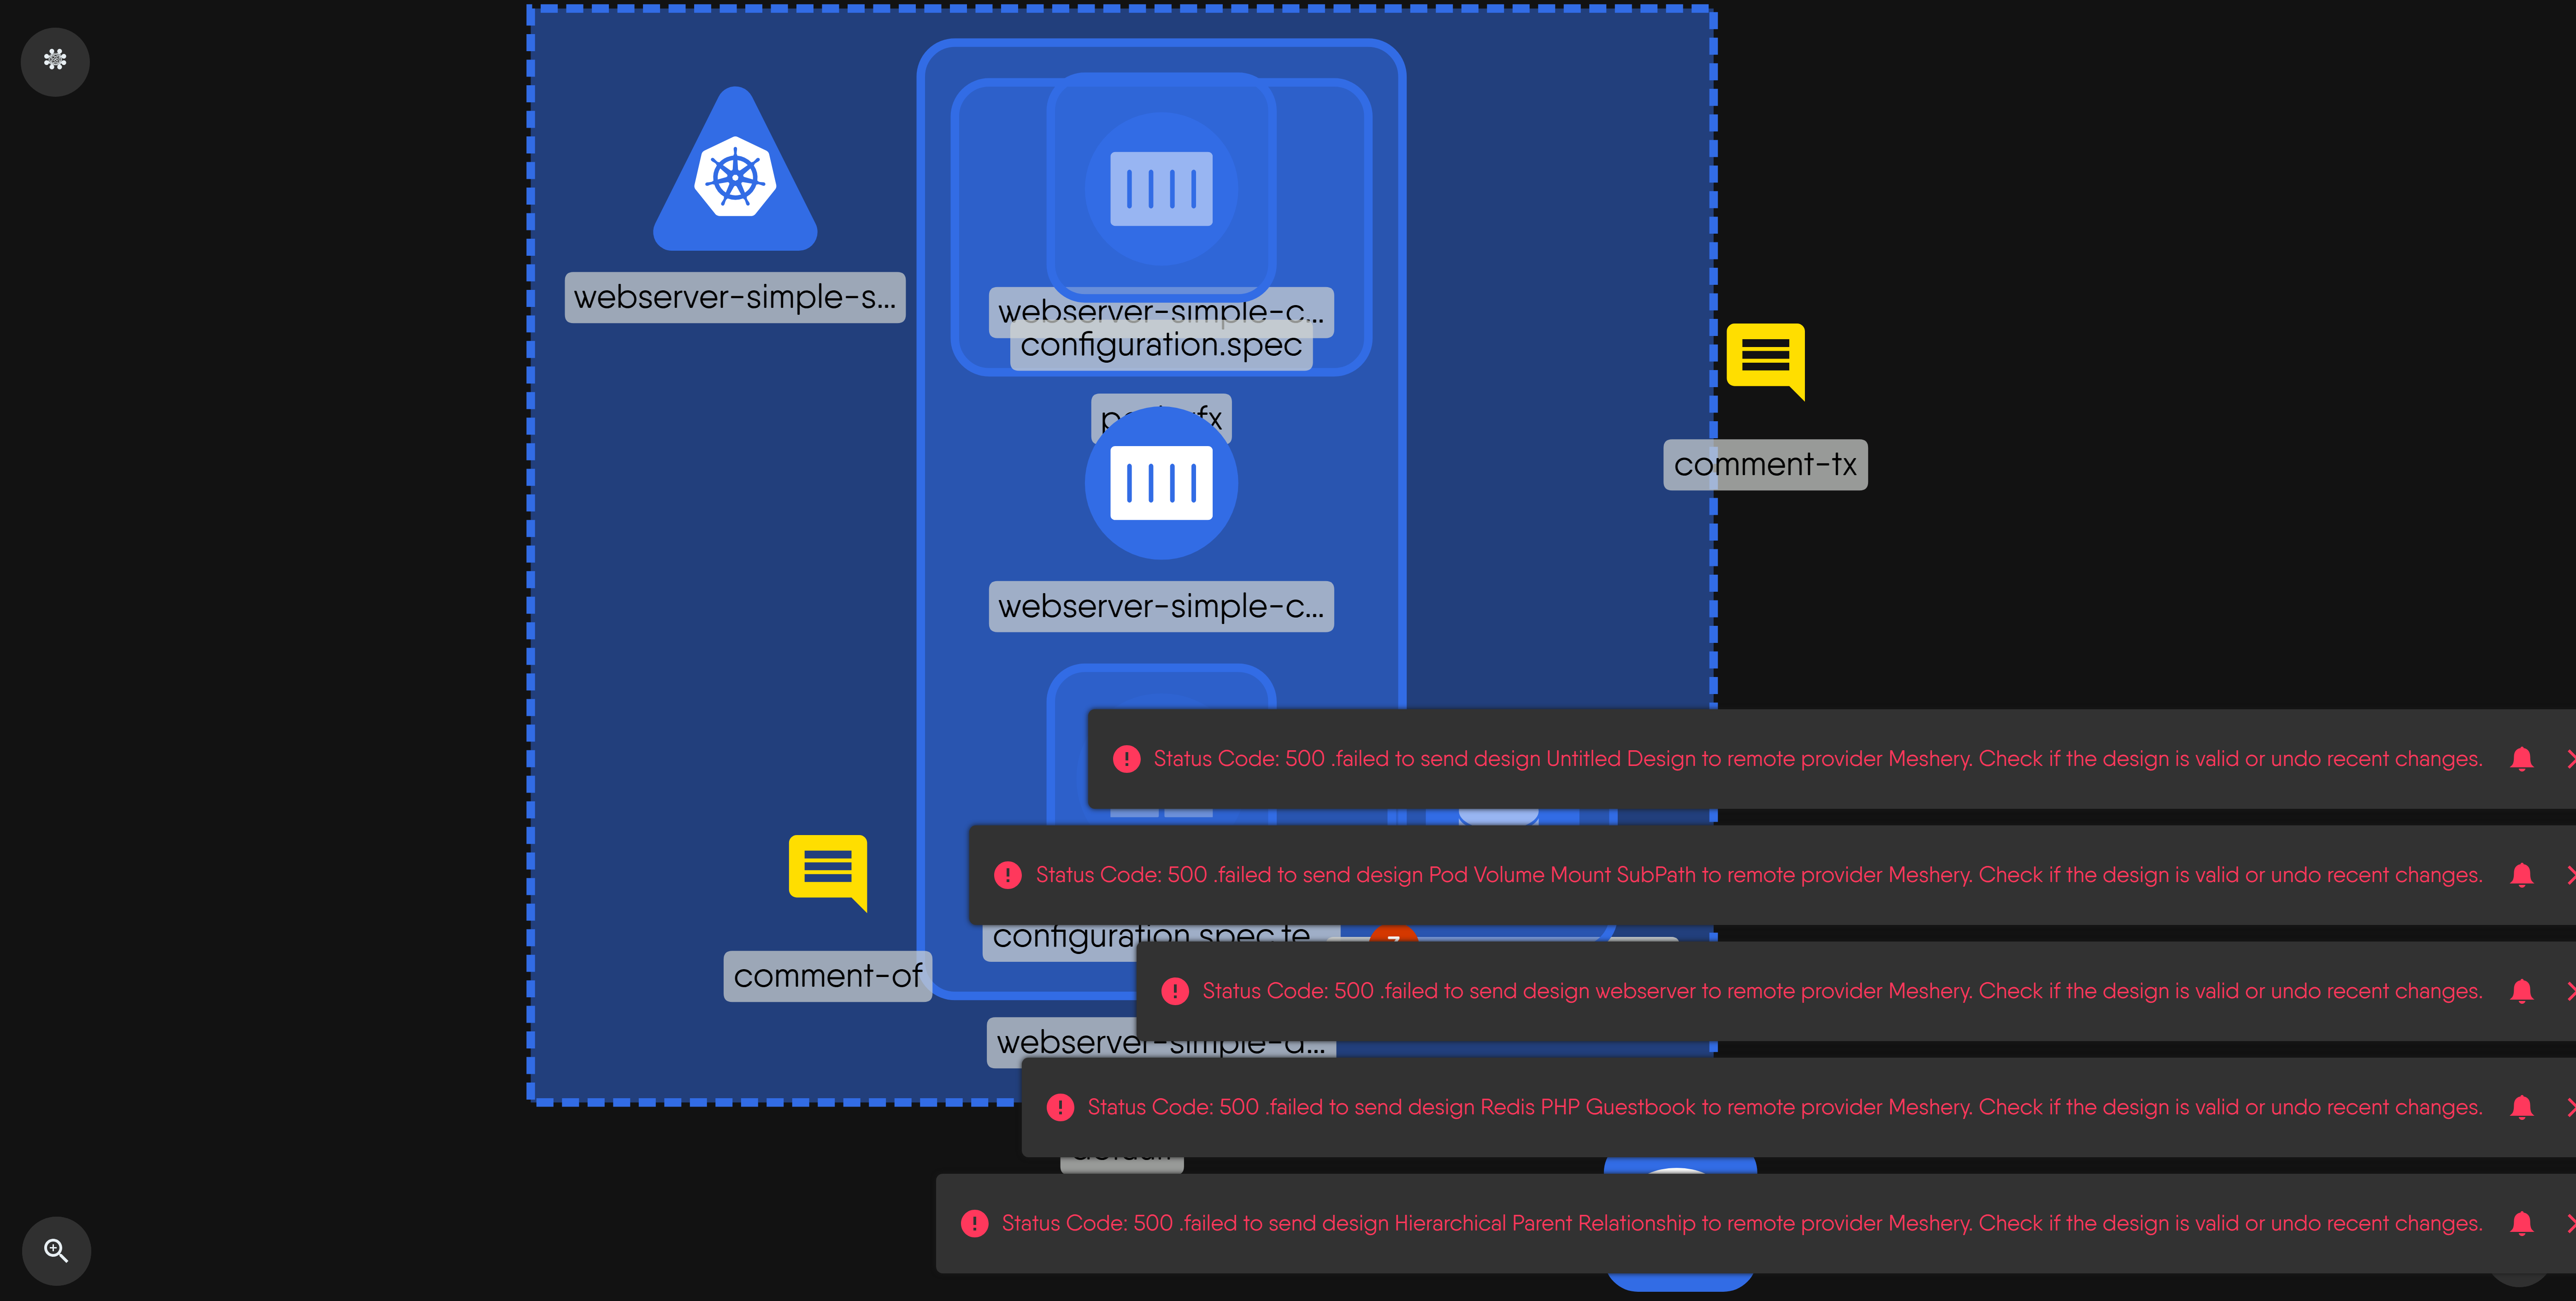 webserver-simple-s...
webserver-simple-c...
configuration.spec
comment-tx
webserver-simple-c...
Status Code: 500 .failed to send design Untitled Design to remote provider Meshery. Check if the design is valid or undo recent changes.
Status Code: 500 .failed to send design Pod Volume Mount SubPath to remote provider Meshery. Check if the design is valid or undo recent changes.
configuration.spec.te
comment-of
Status Code: 500 .failed to send design webserver to remote provider Meshery. Check if the design is valid or undo recent changes.
webserver-simple-d...
Status Code: 500 .failed to send design Redis PHP Guestbook to remote provider Meshery. Check if the design is valid or undo recent changes.
Status Code: 500 .failed to send design Hierarchical Parent Relationship to remote provider Meshery. Check if the design is valid or undo recent changes.